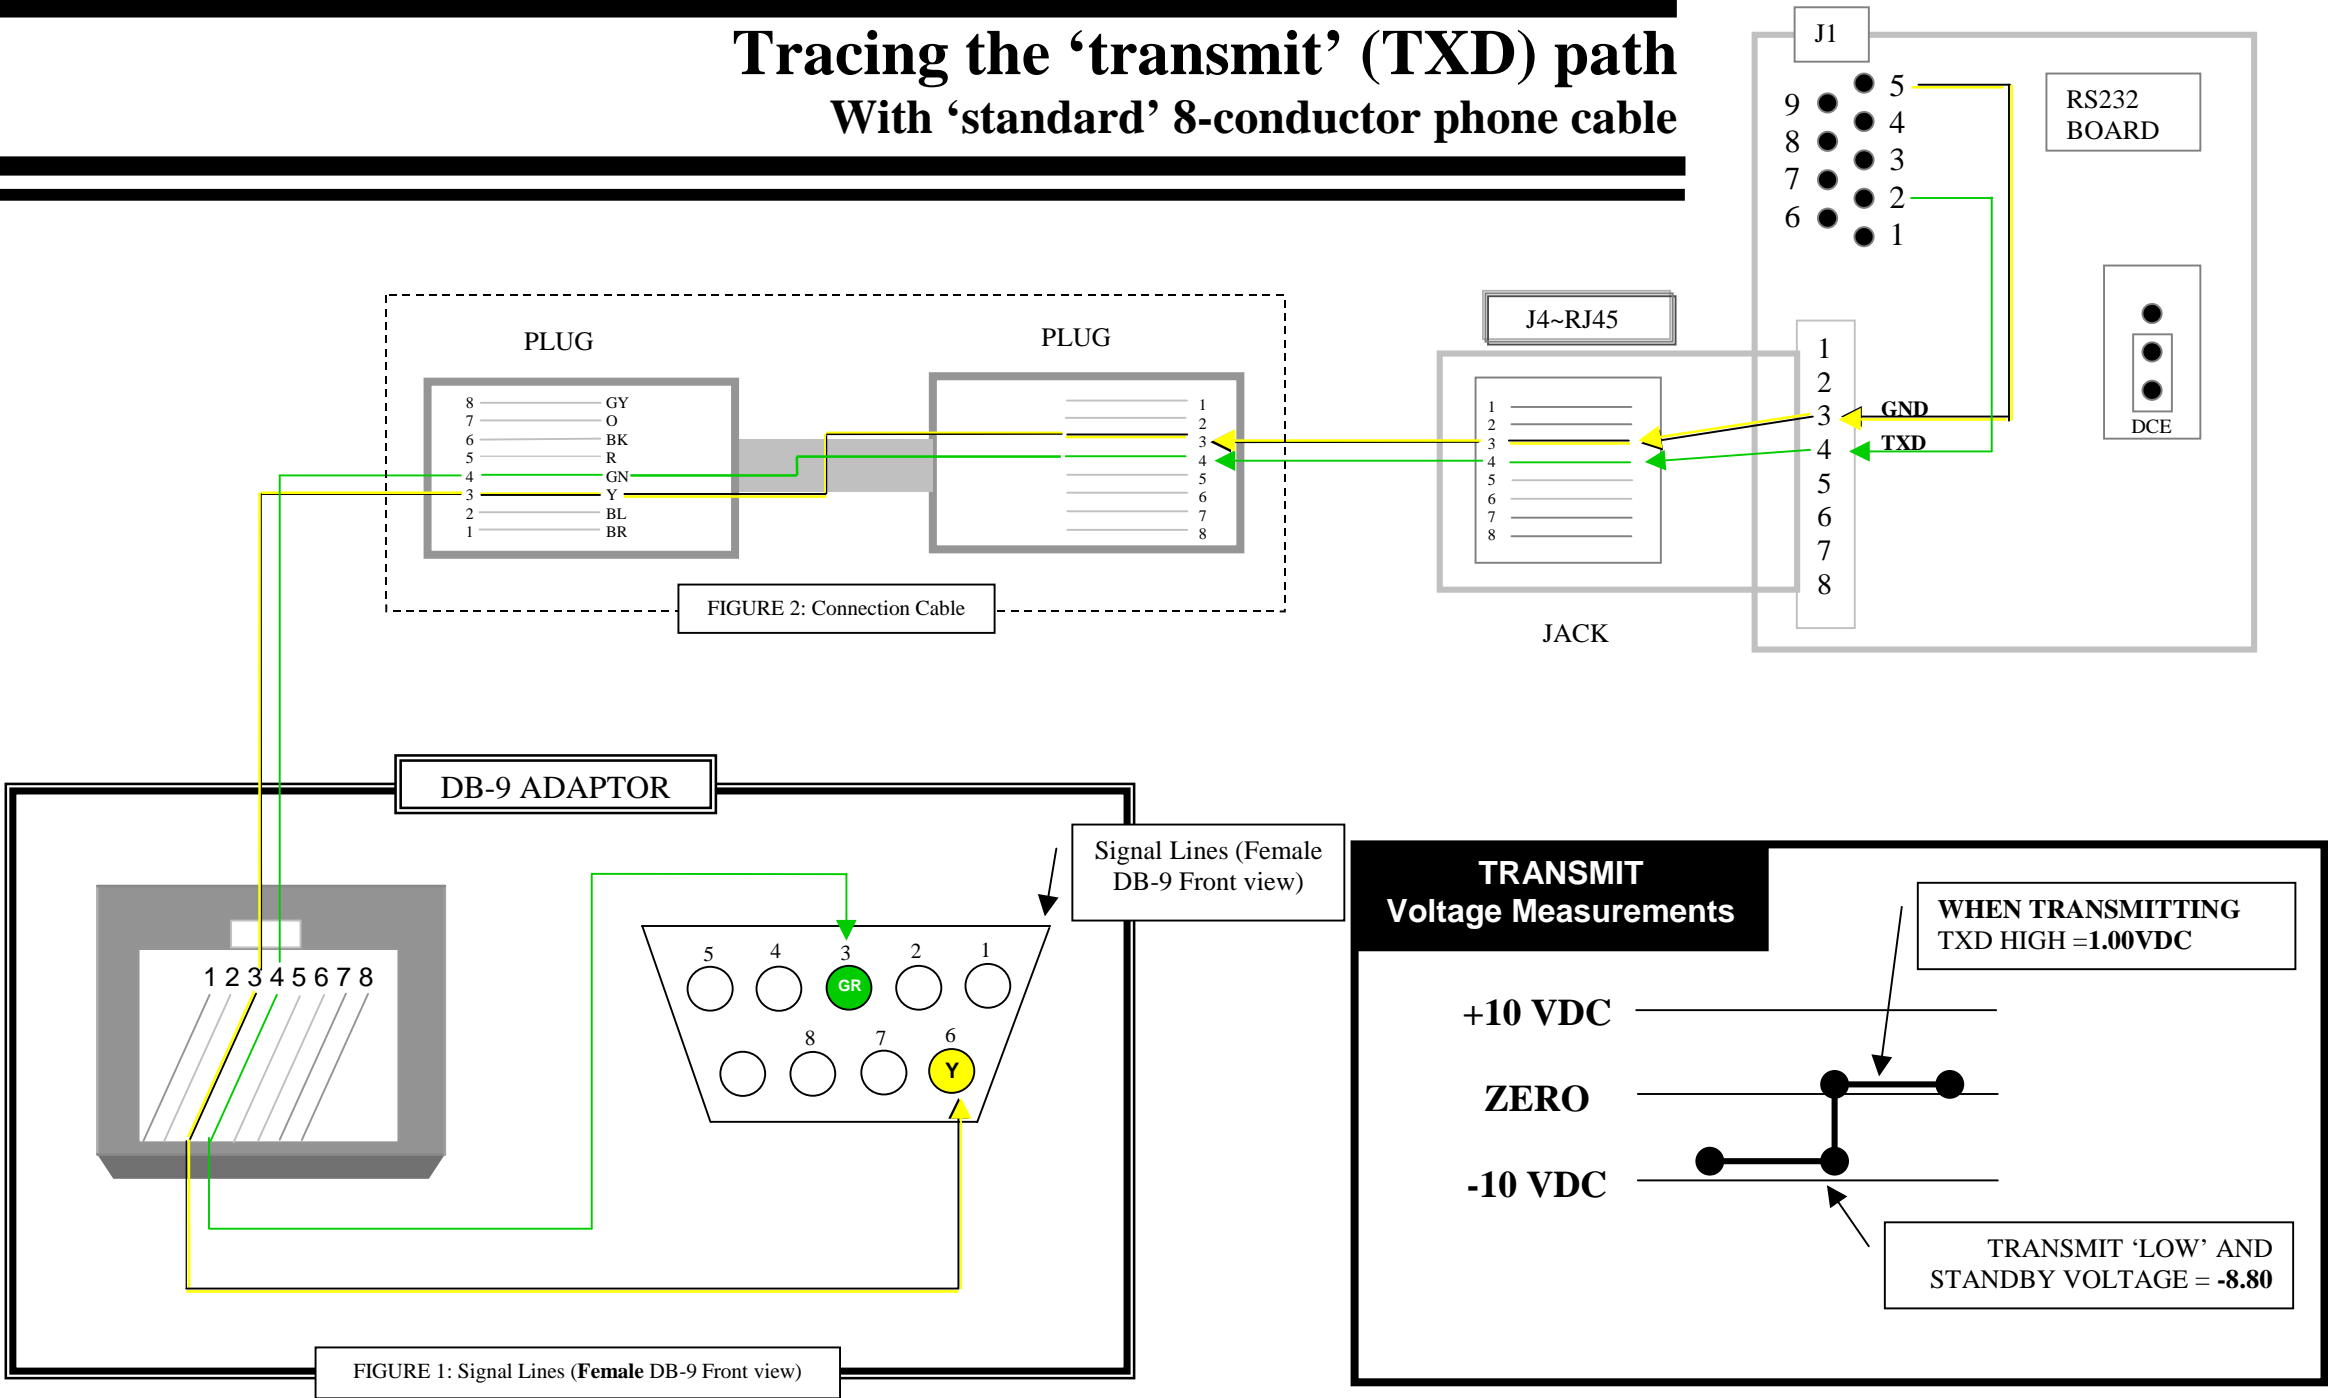 Tracing the ‘transmit’ (TXD) path
With ‘standard’ 8-conductor phone cable
J1
RS232
BOARD
5
9
4
8
3
7
2
6
1
DCE
J4~RJ45
1
2
3
4
5
6
7
8
GND
TXD
JACK
1
2
3
4
5
6
7
8
PLUG
PLUG
8 GY
7 O
6 BK
5 R
4 GN
3 Y
2 BL
1 BR
1
2
3
4
5
6
7
8
FIGURE 2: Connection Cable
DB-9 ADAPTOR
Signal Lines (Female
DB-9 Front view)
1 2 3 4 5 6 7 8
5 4 3 2 1
GR
8 7 6
Y
FIGURE 1: Signal Lines (Female DB-9 Front view)
TRANSMIT
Voltage Measurements
WHEN TRANSMITTING
TXD HIGH =1.00VDC
+10 VDC
ZERO
-10 VDC
TRANSMIT ‘LOW’ AND
STANDBY VOLTAGE = -8.80